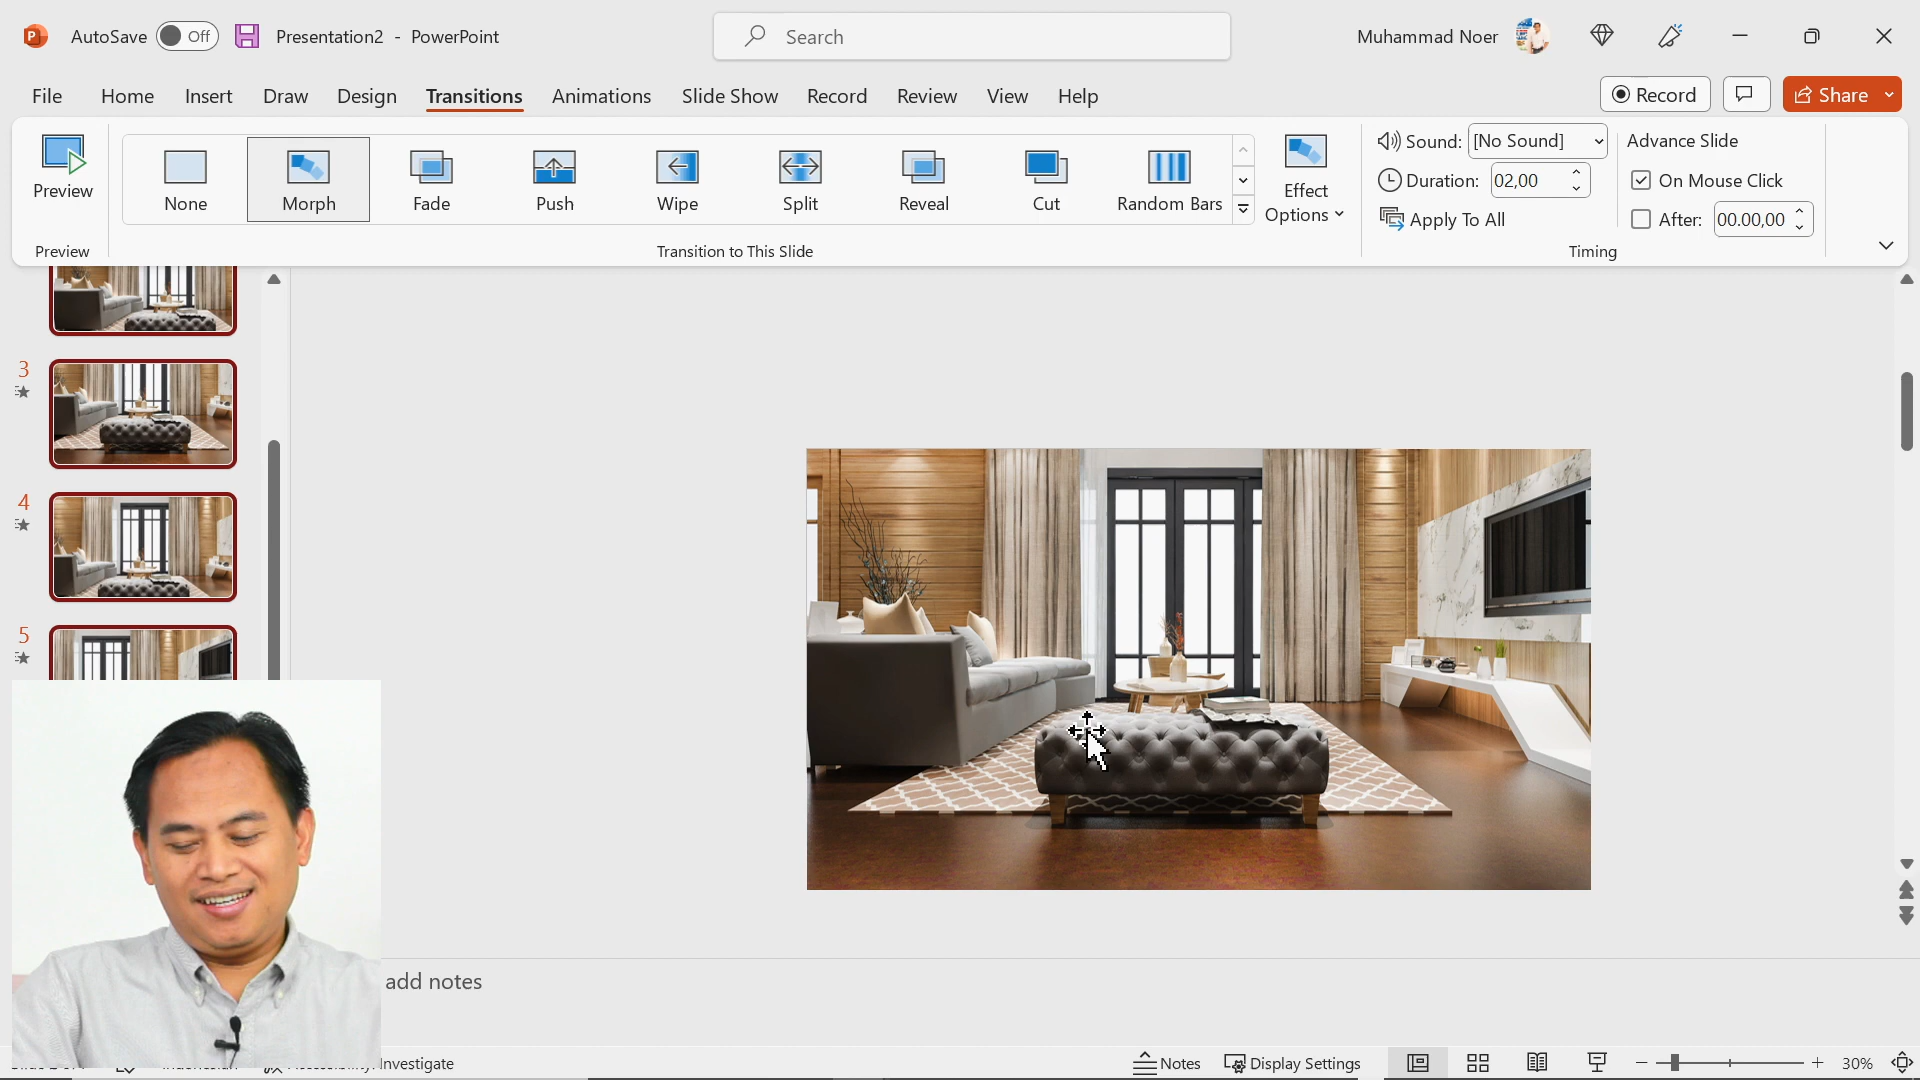 AutoSave Off Presentation2 - PowerPoint Search Muhammad Noer
File Home Insert Draw Design Transitions Animations Slide Show Record Review View Help Record Share
Preview
Preview
None Morph Fade Push Wipe Split Reveal Cut Random Bars
Transition to This Slide
Effect
Options
Sound: [No Sound]
Duration: 02,00
Apply To All
Advance Slide
On Mouse Click
After: 00.00,00
Timing
3
4
5
add notes
Investigate
Notes Display Settings 30%